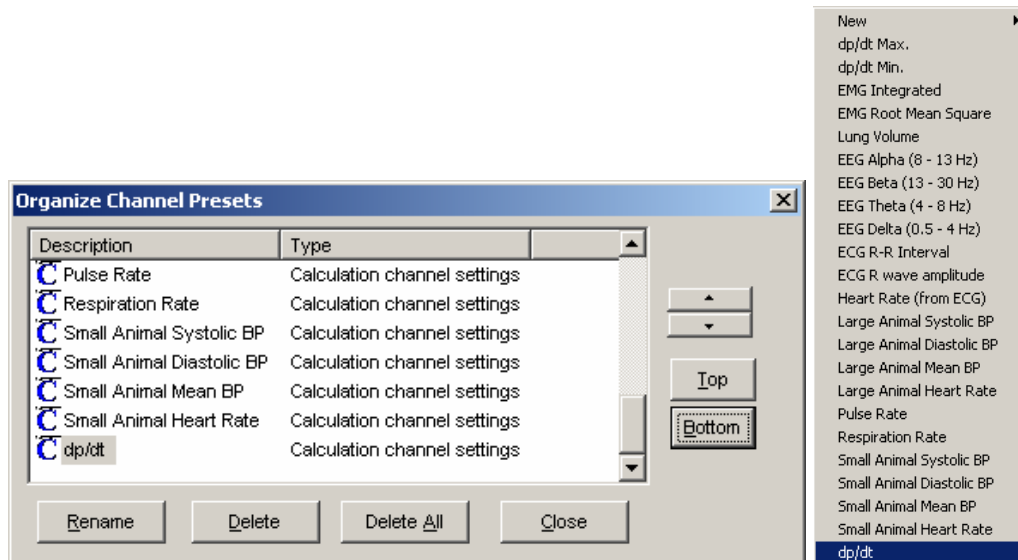 Organize Channel Presets
Description Type
Pulse Rate Calculation channel settings
Respiration Rate Calculation channel settings
Small Animal Systolic BP Calculation channel settings
Small Animal Diastolic BP Calculation channel settings
Small Animal Mean BP Calculation channel settings
Small Animal Heart Rate Calculation channel settings
dp/dt Calculation channel settings
Top
Bottom
Rename Delete Delete All Close
New
dp/dt Max.
dp/dt Min.
EMG Integrated
EMG Root Mean Square
Lung Volume
EEG Alpha (8 - 13 Hz)
EEG Beta (13 - 30 Hz)
EEG Theta (4 - 8 Hz)
EEG Delta (0.5 - 4 Hz)
ECG R-R Interval
ECG R wave amplitude
Heart Rate (from ECG)
Large Animal Systolic BP
Large Animal Diastolic BP
Large Animal Mean BP
Large Animal Heart Rate
Pulse Rate
Respiration Rate
Small Animal Systolic BP
Small Animal Diastolic BP
Small Animal Mean BP
Small Animal Heart Rate
dp/dt